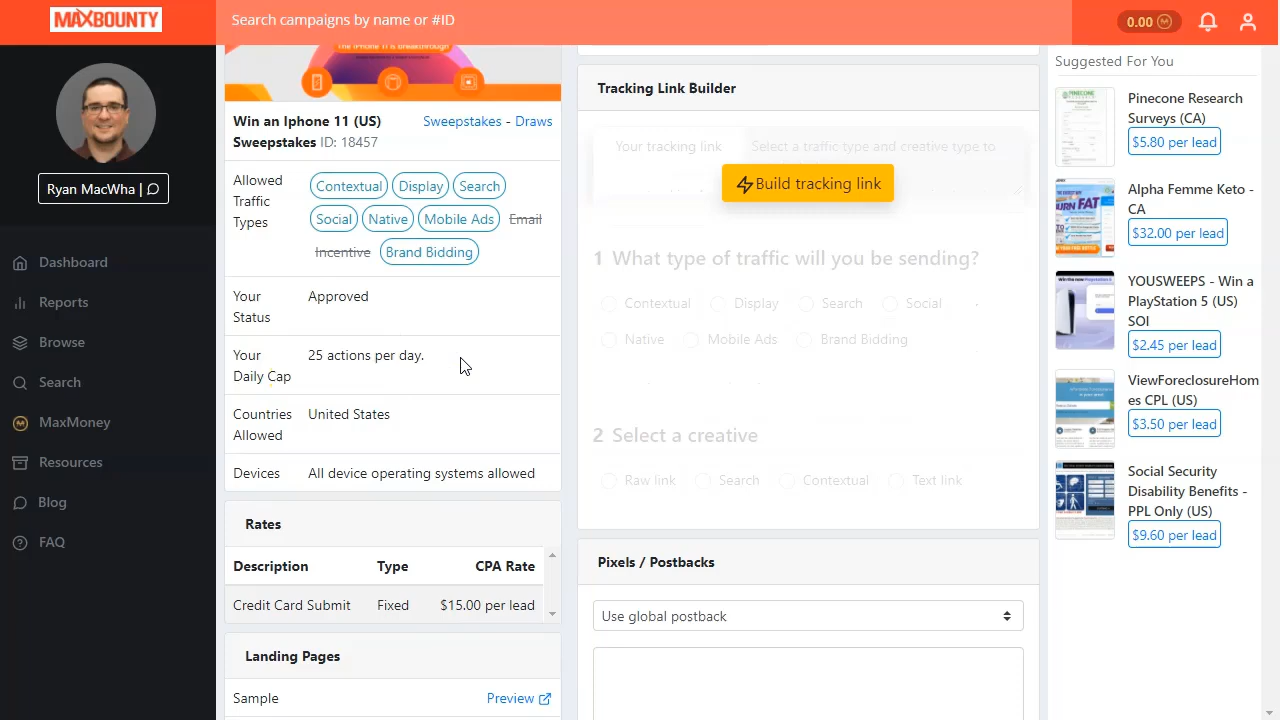 MAXBOUNTY
Search campaigns by name or #ID
0.00
Ryan MacWha |
Dashboard
Reports
Browse
Search
MaxMoney
Resources
Blog
FAQ
The iPhone 11 is breakthrough
Win an Iphone 11 (US)
Sweepstakes ID: 18457
Sweepstakes - Draws
Allowed
Traffic
Types
Contextual Display Search
Social Native Mobile Ads Email
Incentive Brand Bidding
Your
Status
Approved
Your
Daily Cap
25 actions per day.
Countries
Allowed
United States
Devices
All device operating systems allowed
Rates
Description Type CPA Rate
Credit Card Submit Fixed $15.00 per lead
Landing Pages
Sample Preview
Tracking Link Builder
Your tracking link
Select a traffic type and creative type to
Build tracking link
1 What type of traffic will you be sending?
Contextual Display Search Social
Native Mobile Ads Brand Bidding
2 Select a creative
Raw link Search Contextual Text link
Pixels / Postbacks
Use global postback
Suggested For You
Pinecone Research
Surveys (CA)
$5.80 per lead
Alpha Femme Keto -
CA
$32.00 per lead
YOUSWEEPS - Win a
PlayStation 5 (US)
SOI
$2.45 per lead
ViewForeclosureHom
es CPL (US)
$3.50 per lead
Social Security
Disability Benefits -
PPL Only (US)
$9.60 per lead